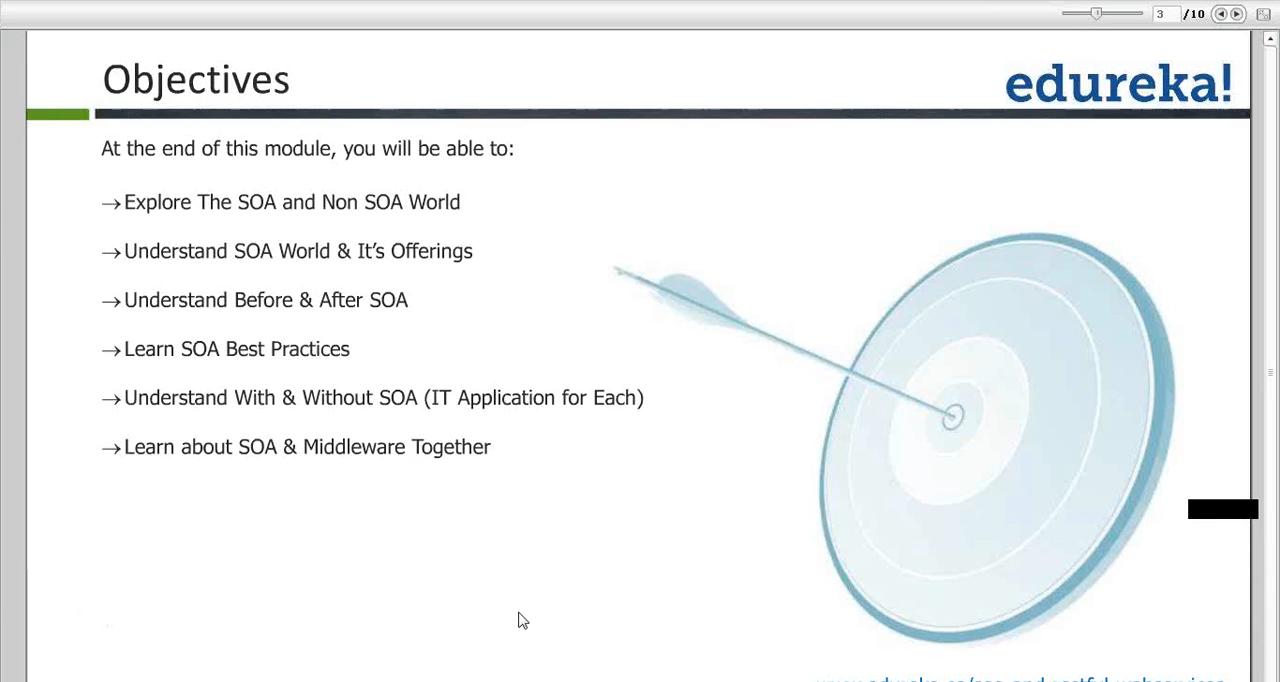 3 /10
Objectives
edureka!
At the end of this module, you will be able to:
→Explore The SOA and Non SOA World
→Understand SOA World & It’s Offerings
→Understand Before & After SOA
→Learn SOA Best Practices
→Understand With & Without SOA (IT Application for Each)
→Learn about SOA & Middleware Together